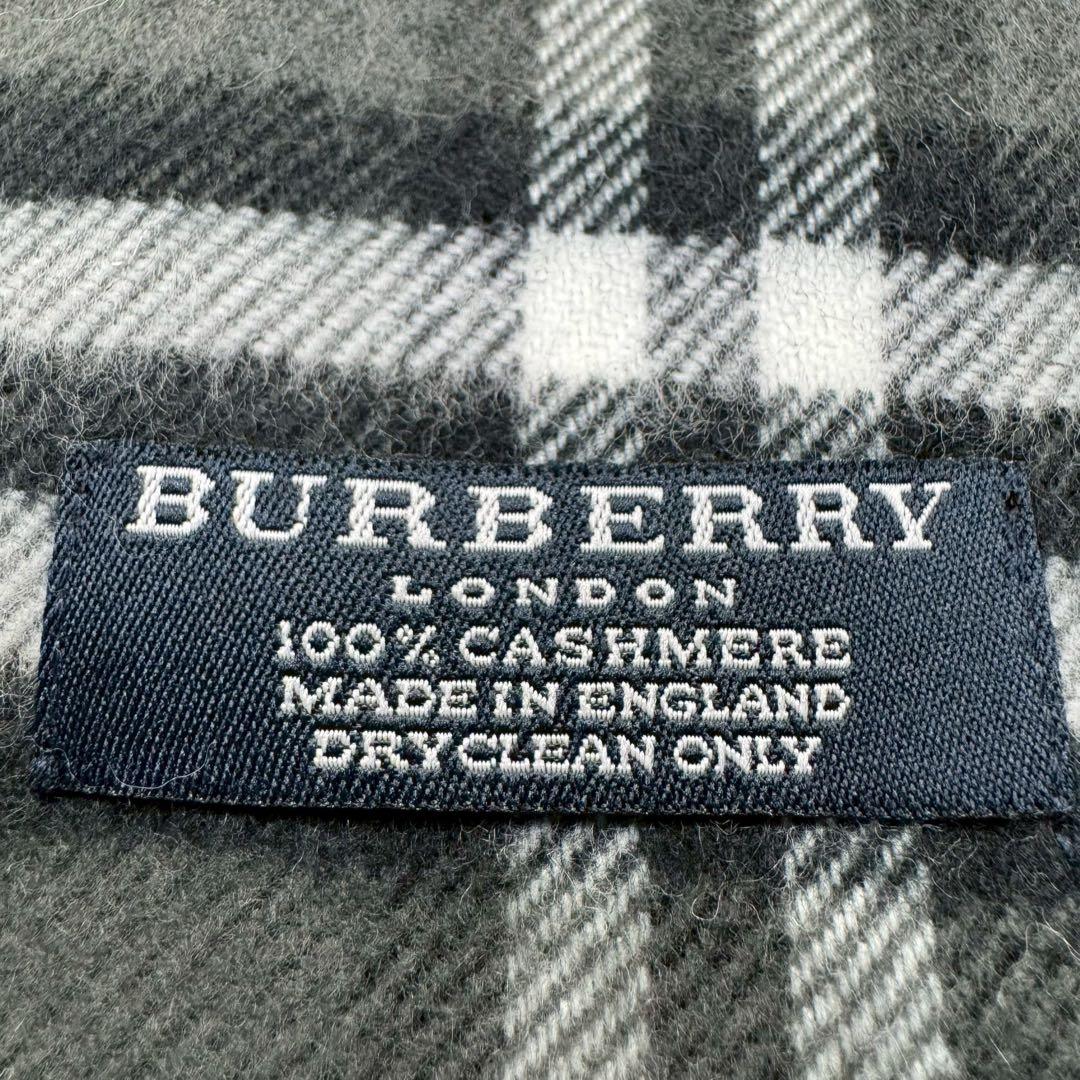 BURBERRY
LONDON
100% CASHMERE
MADE IN ENGLAND
DRY CLEAN ONLY